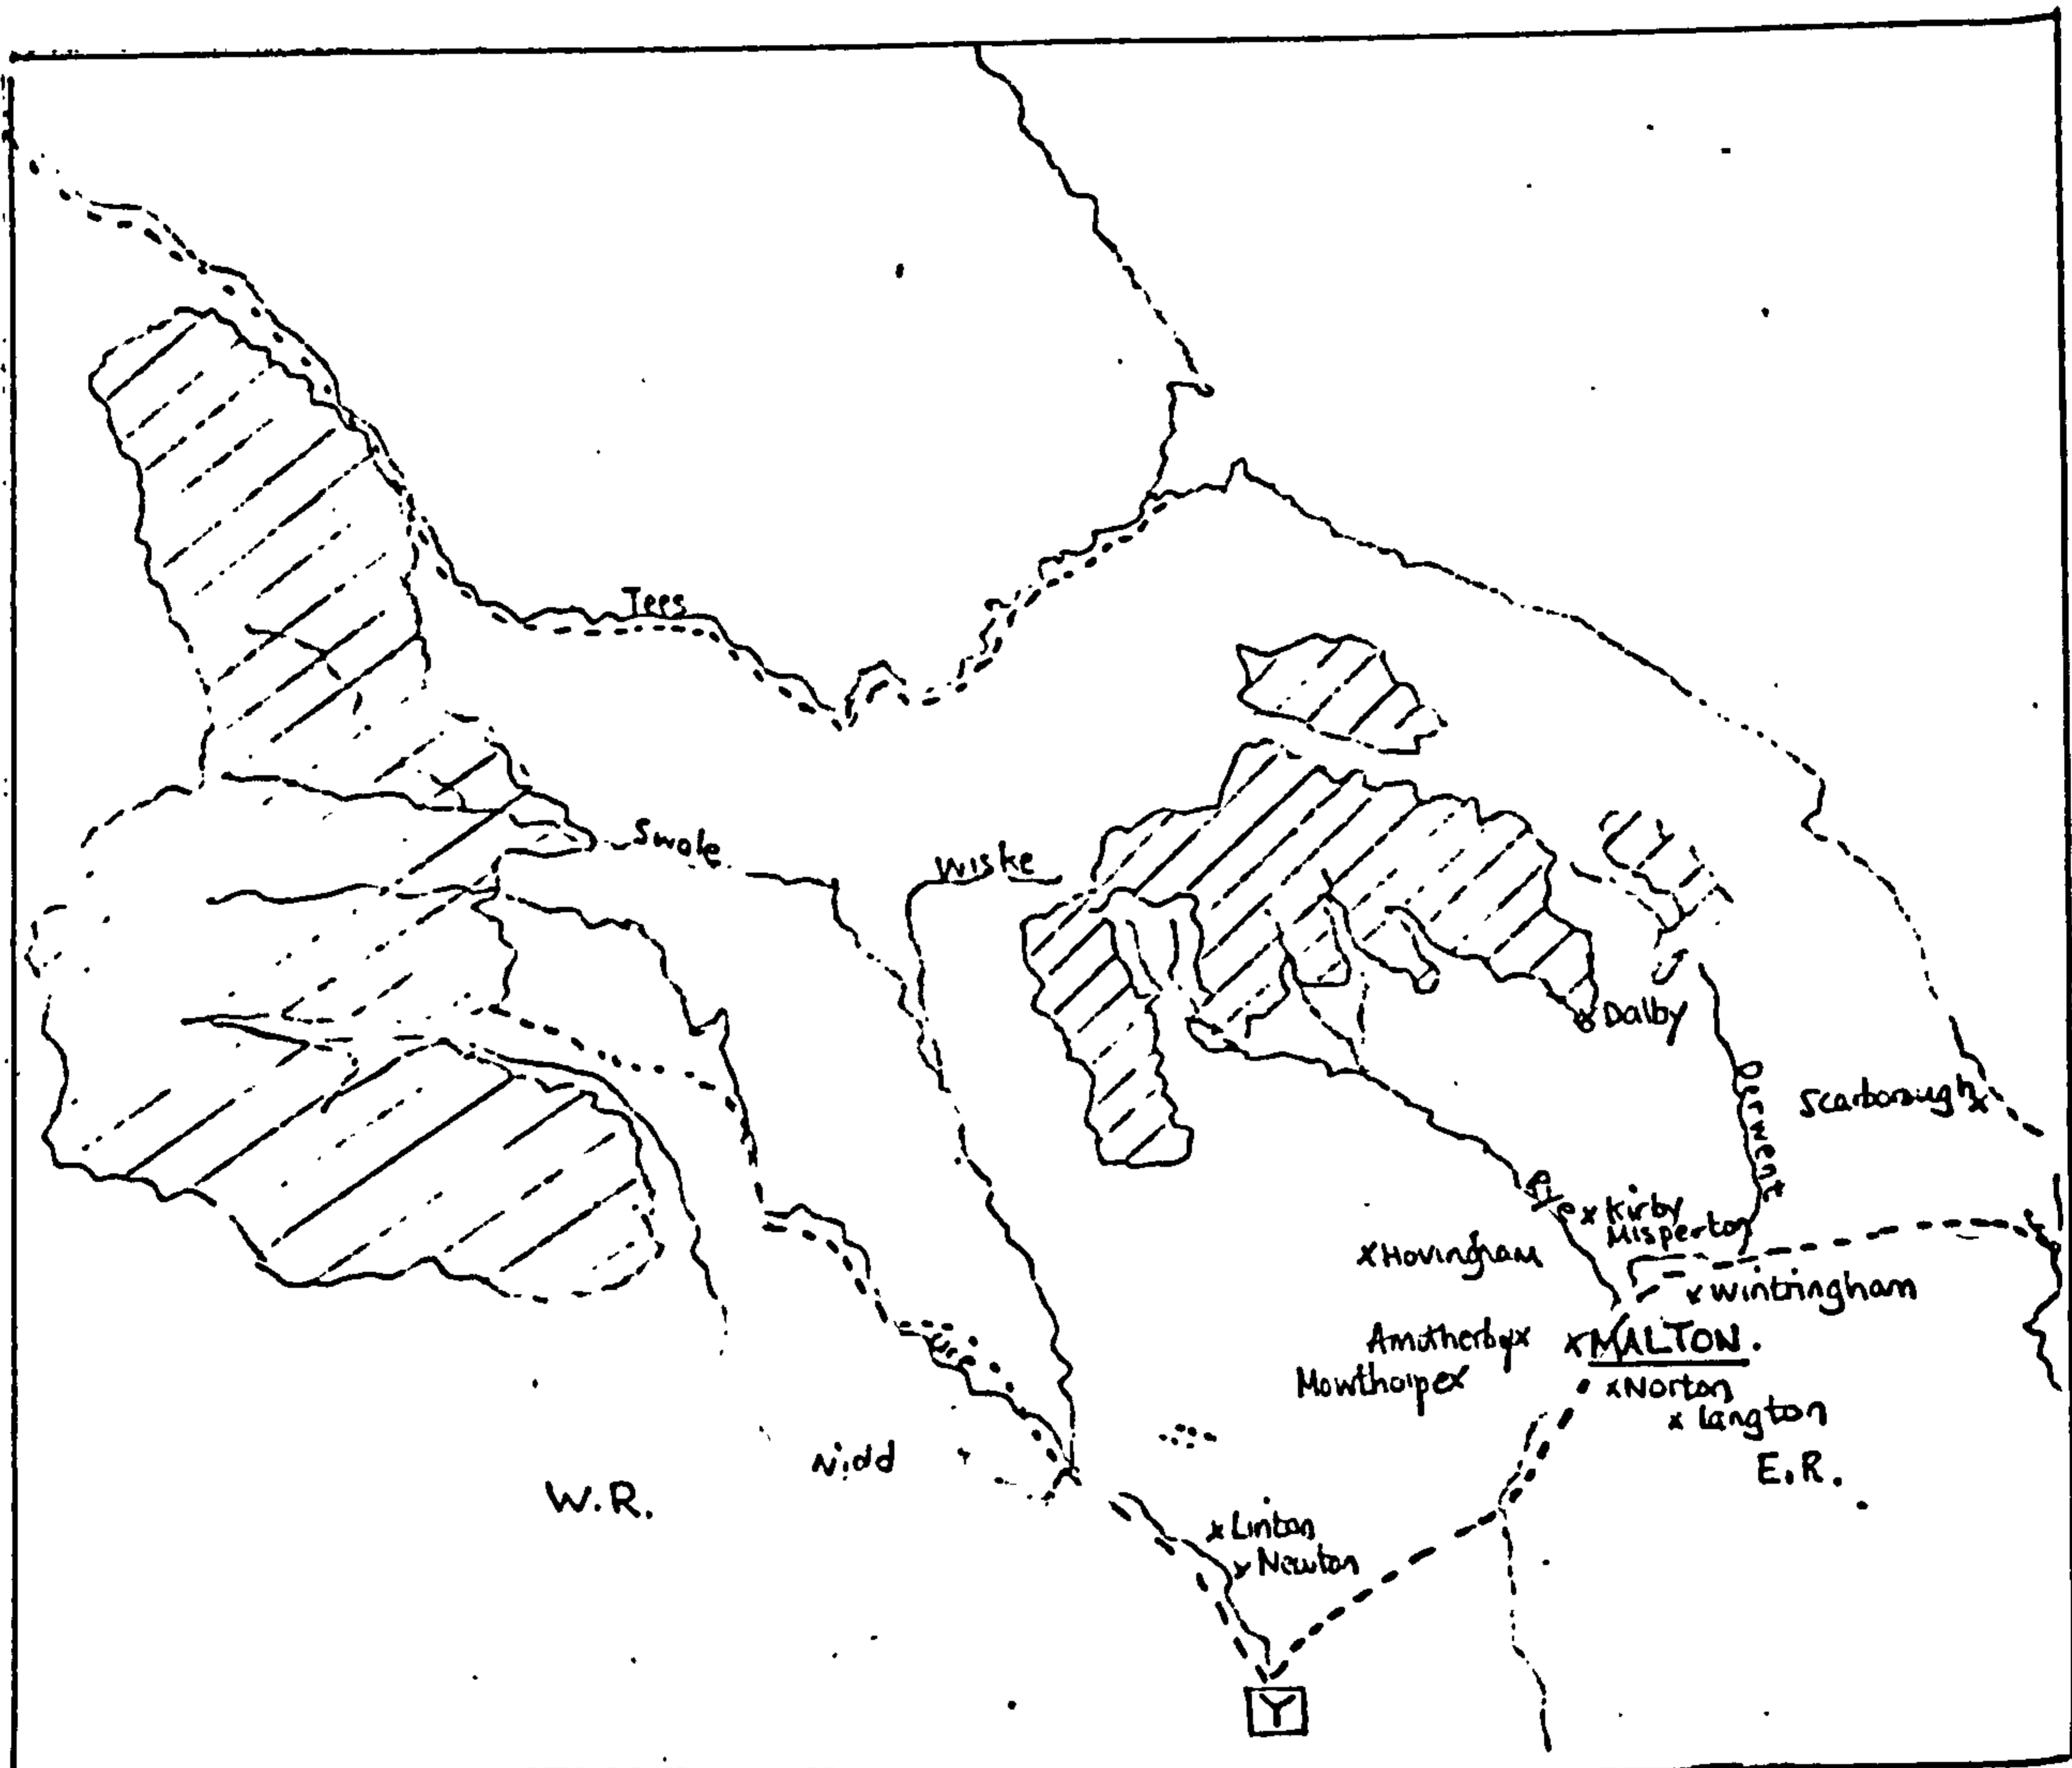 Tees
Swale
Wiske
Dalby
Derwent
Scarborough
Rye
Kirby
Misperton
Hovingham
Wintringham
Amotherby
MALTON.
Mowthorpe
Norton
Langton
Ure
Nidd
E.R.
W.R.
Linton
Newton
Y